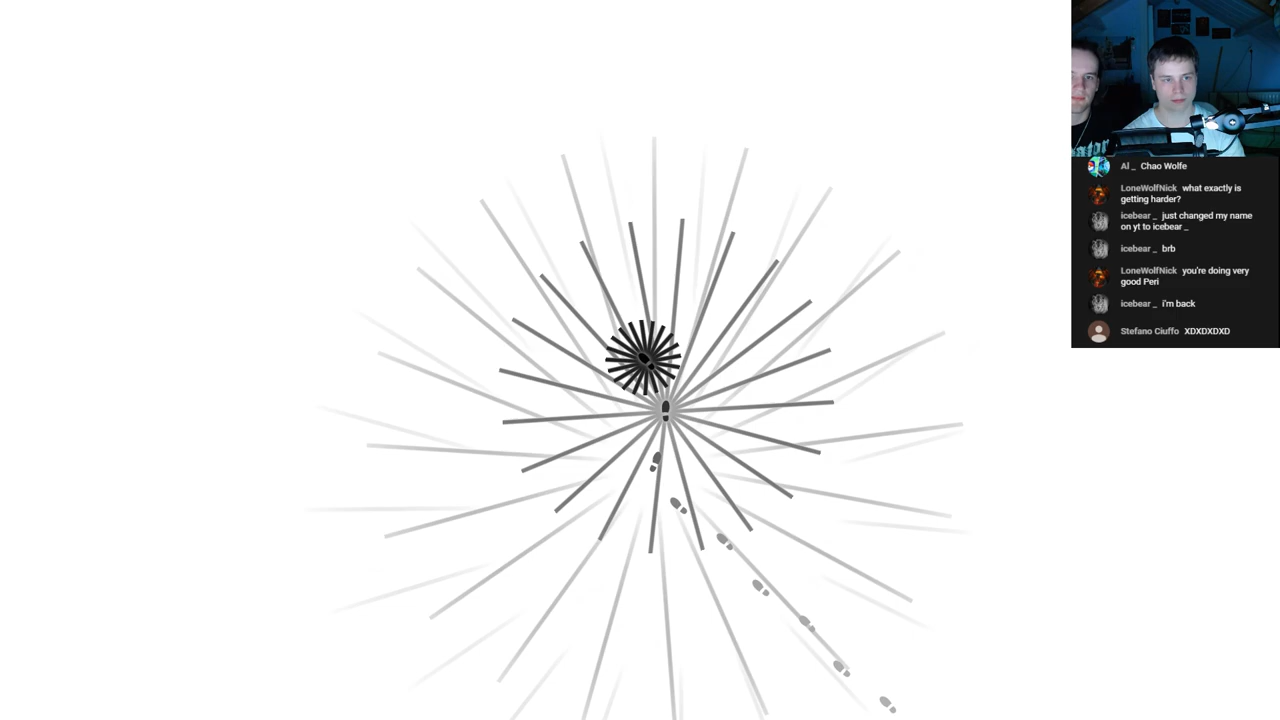 Al _ Chao Wolfe
LoneWolfNick what exactly is
getting harder?
icebear _ just changed my name
on yt to icebear _
icebear _ brb
LoneWolfNick you're doing very
good Peri
icebear _ i'm back
Stefano Ciuffo XDXDXDXD